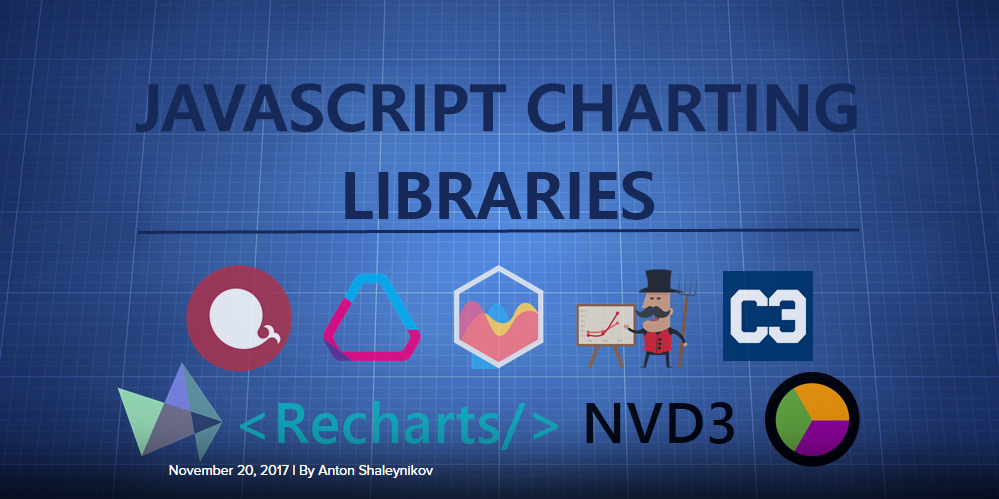 JAVASCRIPT CHARTING
LIBRARIES
C3
<Recharts/> NVD3
November 20, 2017 | By Anton Shaleynikov